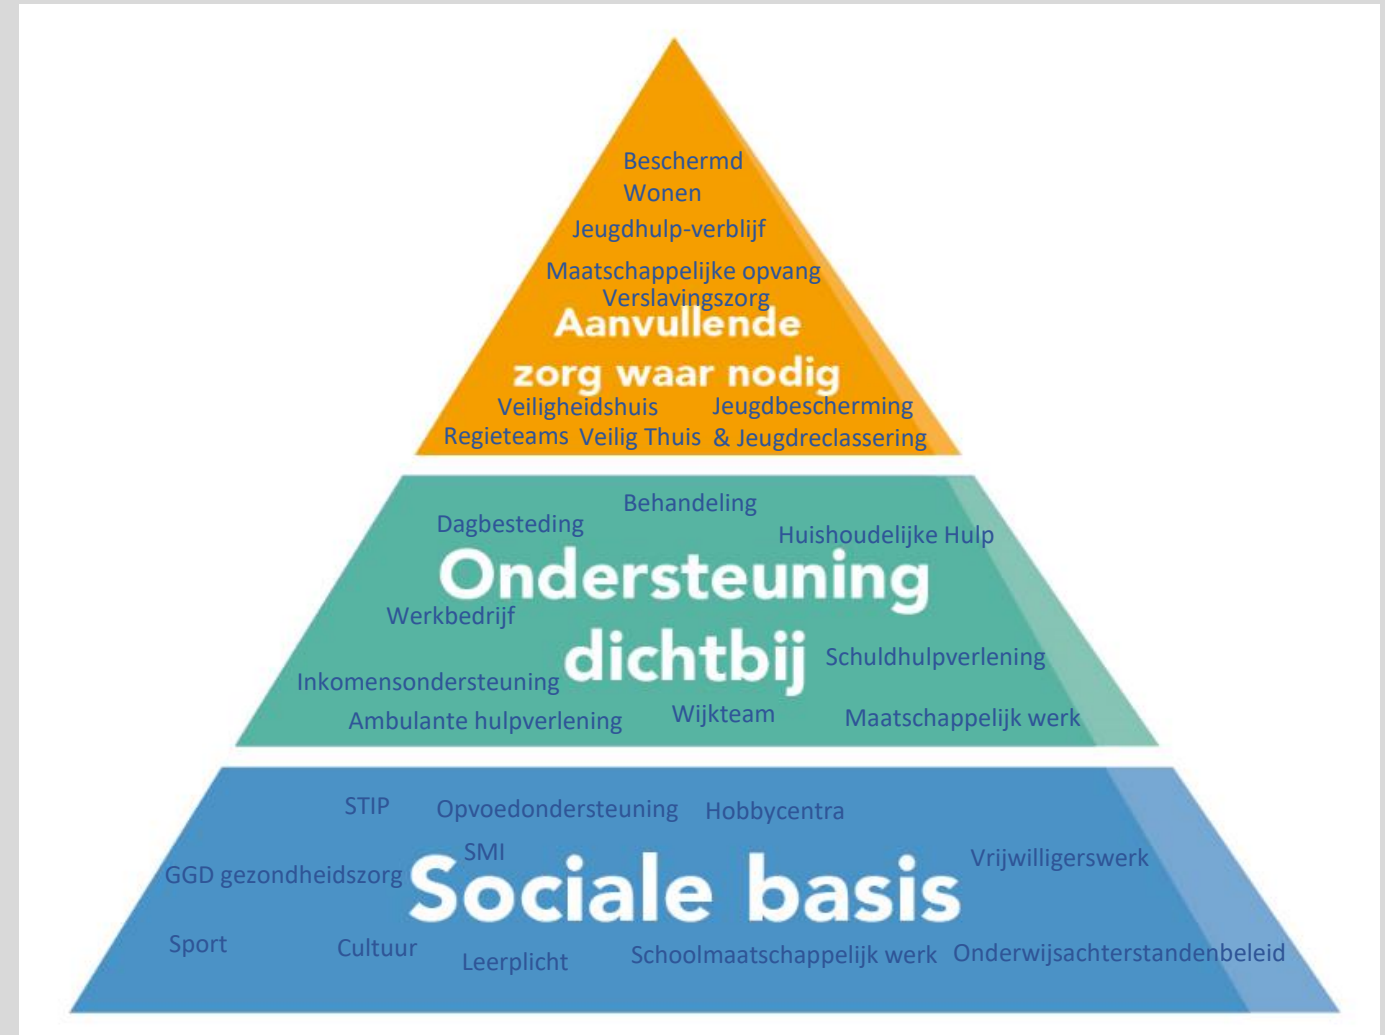 Beschermd
Wonen
Jeugdhulp-verblijf
Maatschappelijke opvang
Verslavingszorg
Aanvullende
zorg waar nodig
Veiligheidshuis Jeugdbescherming
Regieteams Veilig Thuis & Jeugdreclassering
Behandeling
Dagbesteding
Huishoudelijke Hulp
Ondersteuning
Werkbedrijf
dichtbij
Schuldhulpverlening
Inkomensondersteuning
Ambulante hulpverlening Wijkteam Maatschappelijk werk
STIP Opvoedondersteuning Hobbycentra
SMI
Vrijwilligerswerk
GGD gezondheidszorg
Sociale basis
Sport Cultuur Leerplicht Schoolmaatschappelijk werk Onderwijsachterstandenbeleid